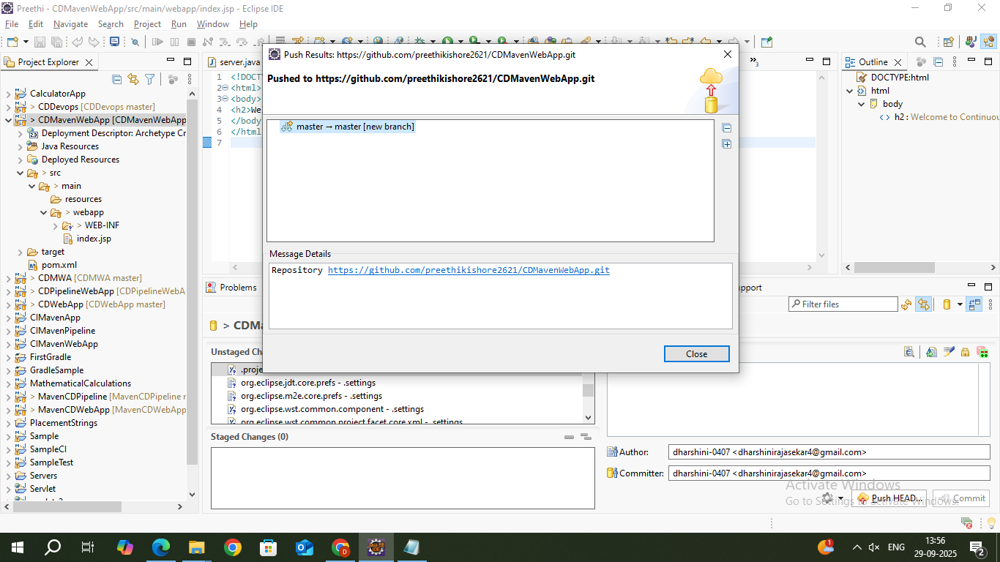 Preethi - CDMavenWebApp/src/main/webapp/index.jsp - Eclipse IDE
File Edit Navigate Search Project Run Window Help
Project Explorer
CalculatorApp
> CDDevops [CDDevops master]
> CDMavenWebApp [CDMavenWebApp
Deployment Descriptor: Archetype Cr
Java Resources
Deployed Resources
> src
> main
resources
> webapp
> WEB-INF
index.jsp
target
pom.xml
> CDMWA [CDMWA master]
> CDPipelineWebApp [CDPipelineWebA
> CDWebApp [CDWebApp master]
CIMavenApp
CIMavenPipeline
CIMavenWebApp
FirstGradle
GradleSample
MathematicalCalculations
> MavenCDPipeline [MavenCDPipeline r
> MavenCDWebApp [MavenCDWebApp
PlacementStrings
Sample
SampleCI
SampleTest
Servers
Servlet
server.java
»3
1 <!DOCT
2 <html>
3 <body>
4 <h2>We
5 </body
6 </html
7
Push Results: https://github.com/preethikishore2621/CDMavenWebApp.git
Pushed to https://github.com/preethikishore2621/CDMavenWebApp.git
master → master [new branch]
Message Details
Repository https://github.com/preethikishore2621/CDMavenWebApp.git
Close
Outline
DOCTYPE:html
html
body
h2 : Welcome to Continuou
Problems
pport
Filter files
> CDMa
Unstaged Cha
.proje
org.eclipse.jdt.core.prefs - .settings
org.eclipse.m2e.core.prefs - .settings
org.eclipse.wst.common.component - .settings
org.eclipse.wst.common.project.facet.core.xml - .settings
Staged Changes (0)
Author: dharshini-0407 <dharshinirajasekar4@gmail.com>
Committer: dharshini-0407 <dharshinirajasekar4@gmail.com>
Activate Windows
Go to Settings to activate Windows.
Push HEAD... Commit
ENG
13:56
29-09-2025
1
2